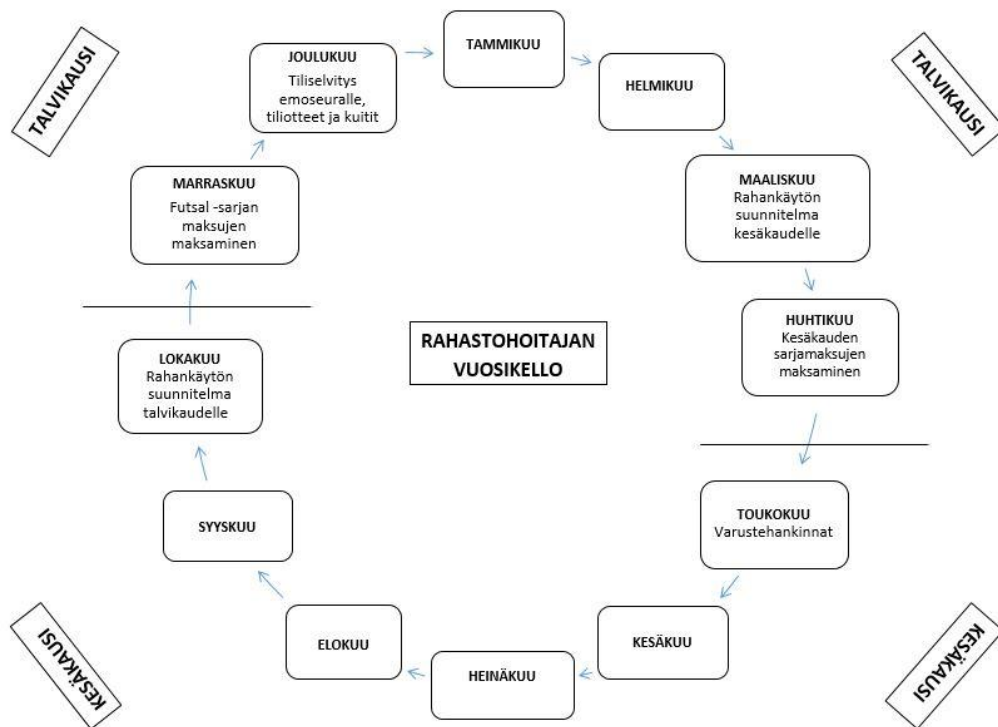 TALVIKAUSI
TALVIKAUSI
TAMMIKUU
HELMIKUU
MAALISKUU
Rahankäytön
suunnitelma
kesäkaudelle
HUHTIKUU
Kesäkauden
sarjamaksujen
maksaminen
TOUKOKUU
Varustehankinnat
KESÄKUU
HEINÄKUU
ELOKUU
SYYSKUU
LOKAKUU
Rahankäytön
suunnitelma
talvikaudelle
MARRASKUU
Futsal -sarjan
maksujen
maksaminen
JOULUKUU
Tiliselvitys
emoseuralle,
tiliotteet ja kuitit
RAHASTOHOITAJAN
VUOSIKELLO
KESÄKAUSI
KESÄKAUSI